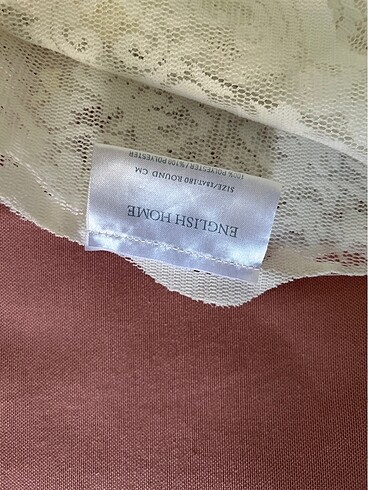 ENGLISH HOME
SIZE/EBAT:180 ROUND CM
100% POLYESTER / %100 POLYESTER